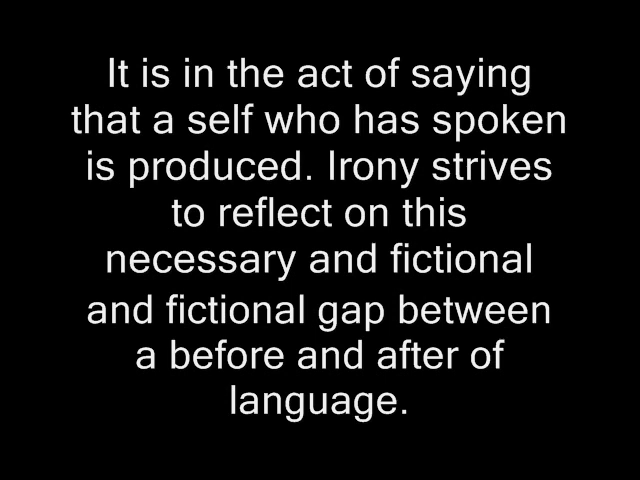 It is in the act of saying
that a self who has spoken
is produced. Irony strives
to reflect on this
necessary and fictional
and fictional gap between
a before and after of
language.